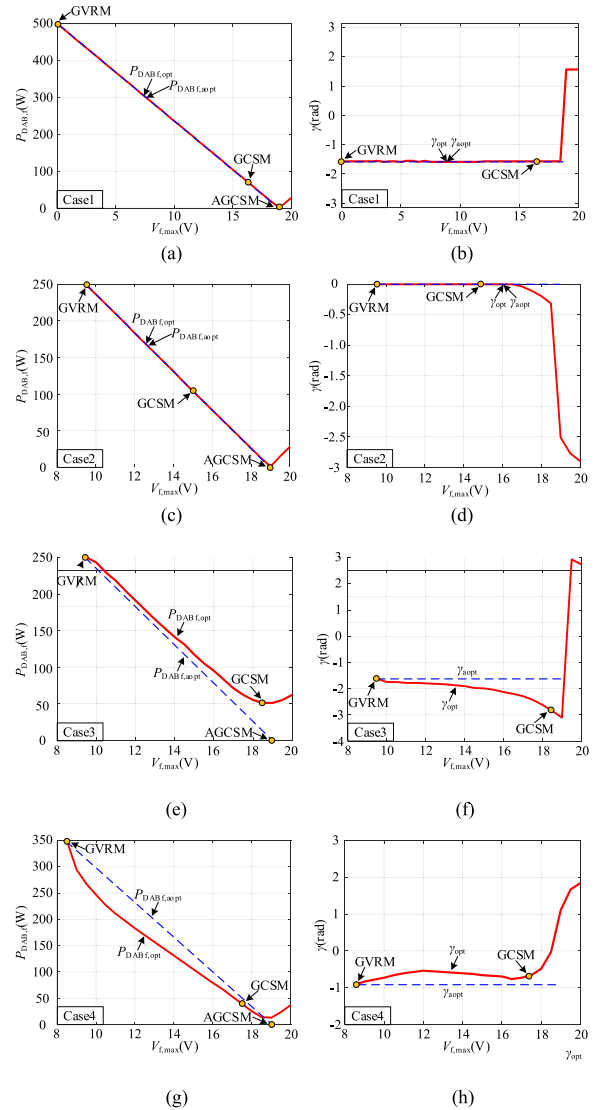 500
400
300
200
100
0
P_DAB,f(W)
GVRM
P_DABf,opt
P_DABf,aopt
GCSM
AGCSM
Case1
0 5 10 15 20
V_f,max(V)
(a)
3
2
1
0
-1
-2
-3
γ(rad)
GVRM
γ_opt
γ_aopt
GCSM
Case1
0 5 10 15 20
V_f,max(V)
(b)
250
200
150
100
50
0
P_DAB,f(W)
GVRM
P_DABf,opt
P_DABf,aopt
GCSM
AGCSM
Case2
8 10 12 14 16 18 20
V_f,max(V)
(c)
0
-0.5
-1.0
-1.5
-2.0
-2.5
-3.0
γ(rad)
GVRM
GCSM
γ_opt
γ_aopt
Case2
8 10 12 14 16 18 20
V_f,max(V)
(d)
250
200
150
100
50
0
P_DAB,f(W)
GVRM
P_DABf,opt
P_DABf,aopt
GCSM
AGCSM
Case3
8 10 12 14 16 18 20
V_f,max(V)
(e)
3
2
1
0
-1
-2
-3
-4
γ(rad)
GVRM
γ_aopt
γ_opt
GCSM
Case3
8 10 12 14 16 18 20
V_f,max(V)
(f)
350
300
250
200
150
100
50
0
P_DAB,f(W)
GVRM
P_DABf,aopt
P_DABf,opt
GCSM
AGCSM
Case4
8 10 12 14 16 18 20
V_f,max(V)
(g)
3
2
1
0
-1
-2
γ(rad)
GVRM
γ_opt
γ_aopt
GCSM
Case4
8 10 12 14 16 18 20
V_f,max(V)
γ_opt
(h)